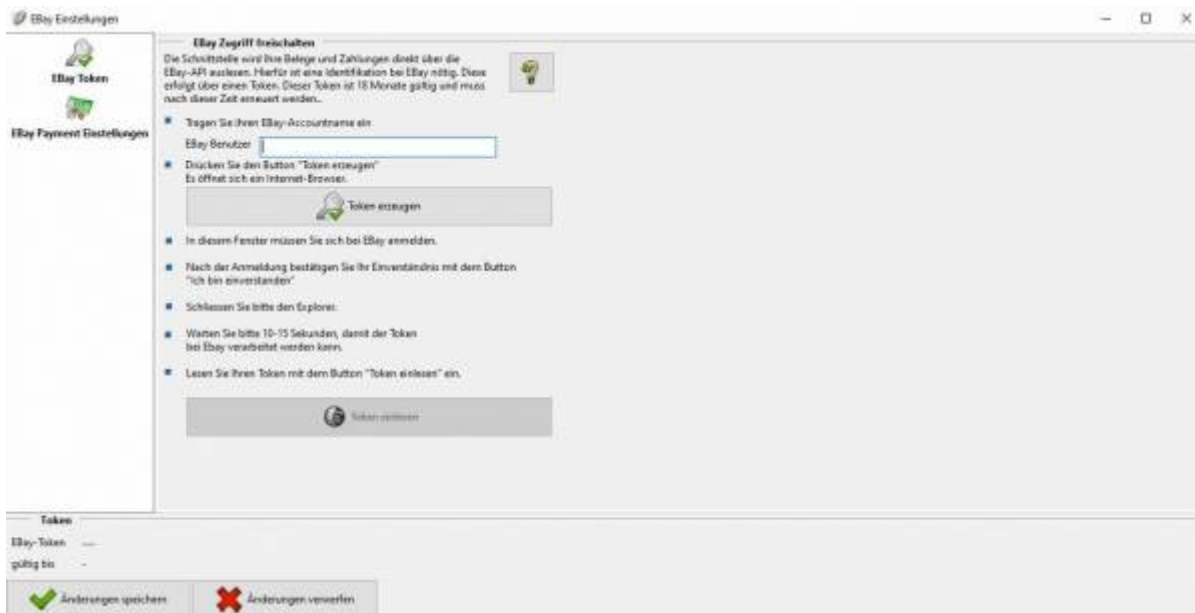 EBay Einstellungen
EBay Token
EBay Payment Einstellungen
EBay Zugriff freischalten
Die Schnittstelle wird Ihre Belege und Zahlungen direkt über die
EBay-API auslesen. Hierfür ist eine Identifikation bei EBay nötig. Diese
erfolgt über einen Token. Dieser Token ist 18 Monate gültig und muss
nach dieser Zeit erneuert werden..
Tragen Sie Ihren EBay-Accountname ein
EBay Benutzer
Drücken Sie den Button "Token erzeugen"
Es öffnet sich ein Internet-Browser.
Token erzeugen
In diesem Fenster müssen Sie sich bei EBay anmelden.
Nach der Anmeldung bestätigen Sie Ihr Einverständnis mit dem Button
"Ich bin einverstanden"
Schliessen Sie bitte den Explorer.
Warten Sie bitte 10-15 Sekunden, damit der Token
bei Ebay verarbeitet werden kann.
Lesen Sie Ihren Token mit dem Button "Token einlesen" ein.
Token einlesen
Token
EBay-Token ---
gültig bis -
Änderungen speichern
Änderungen verwerfen